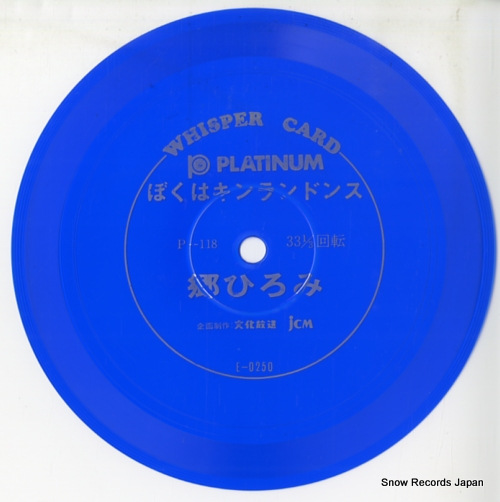 WHISPER CARD
PLATINUM
ぼくはキンランドンス
P-118 33⅓回転
郷ひろみ
企画制作:文化放送 jCM
E-0250
Snow Records Japan